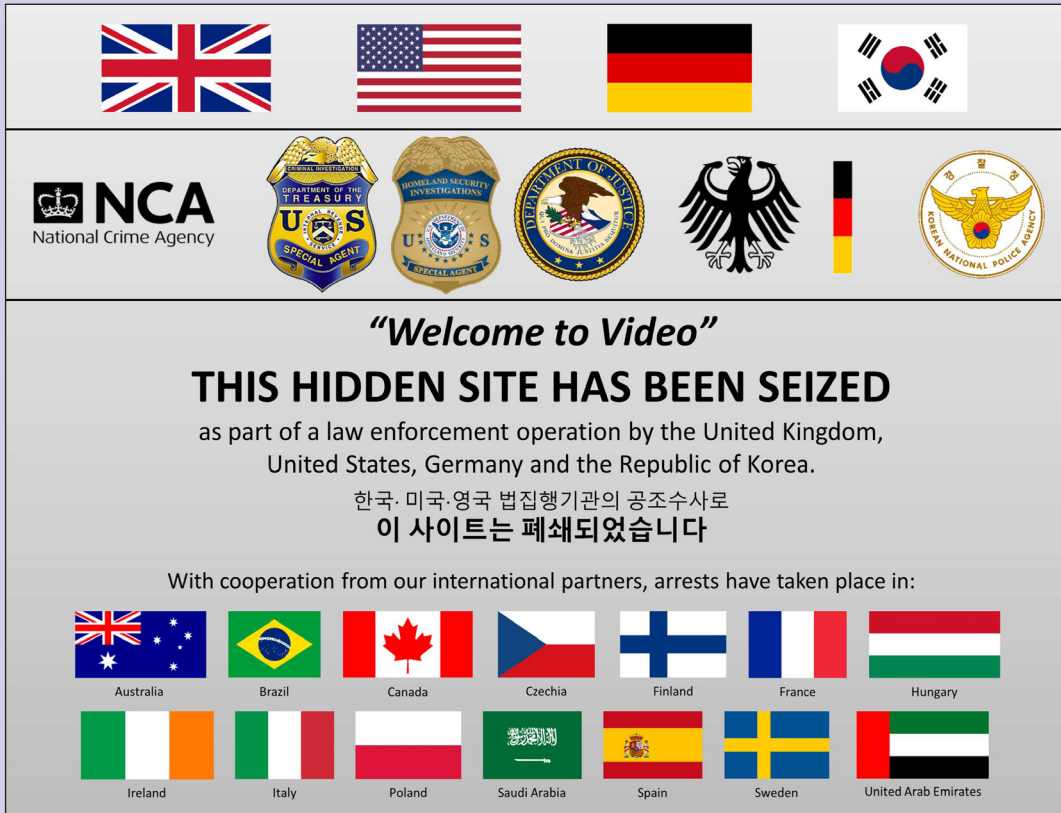 NCA
National Crime Agency
CRIMINAL INVESTIGATION
DEPARTMENT OF THE
TREASURY
U S
SPECIAL AGENT
HOMELAND SECURITY
INVESTIGATIONS
U S
SPECIAL AGENT
DEPARTMENT OF JUSTICE
QUI PRO DOMINA JUSTITIA SEQUITUR
경 찰 청
KOREAN NATIONAL POLICE AGENCY
“Welcome to Video”
THIS HIDDEN SITE HAS BEEN SEIZED
as part of a law enforcement operation by the United Kingdom,
United States, Germany and the Republic of Korea.
한국· 미국·영국 법집행기관의 공조수사로
이 사이트는 폐쇄되었습니다
With cooperation from our international partners, arrests have taken place in:
Australia Brazil Canada Czechia Finland France Hungary
Ireland Italy Poland Saudi Arabia Spain Sweden United Arab Emirates